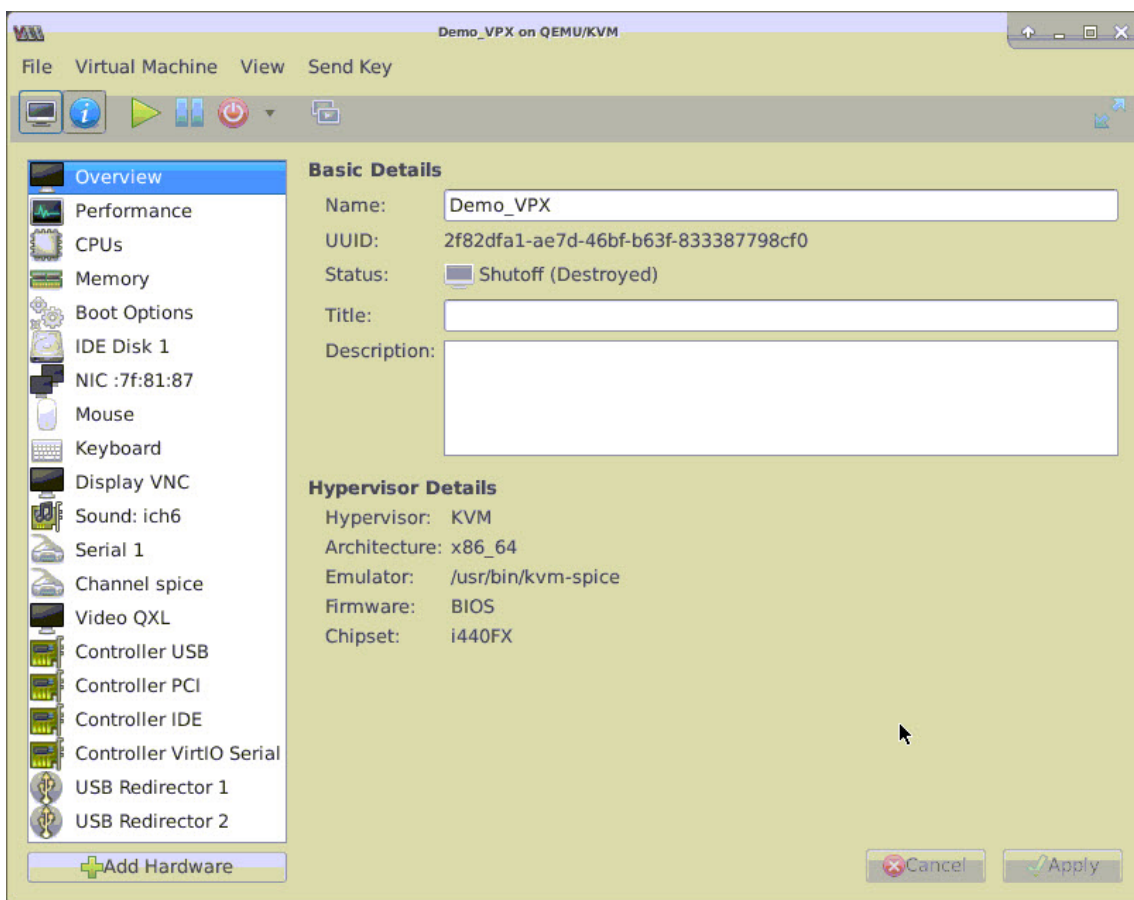 Demo_VPX on QEMU/KVM
File Virtual Machine View Send Key
Overview
Performance
CPUs
Memory
Boot Options
IDE Disk 1
NIC :7f:81:87
Mouse
Keyboard
Display VNC
Sound: ich6
Serial 1
Channel spice
Video QXL
Controller USB
Controller PCI
Controller IDE
Controller VirtIO Serial
USB Redirector 1
USB Redirector 2
Add Hardware
Basic Details
Name: Demo_VPX
UUID: 2f82dfa1-ae7d-46bf-b63f-833387798cf0
Status: Shutoff (Destroyed)
Title:
Description:
Hypervisor Details
Hypervisor: KVM
Architecture: x86_64
Emulator: /usr/bin/kvm-spice
Firmware: BIOS
Chipset: i440FX
Cancel Apply